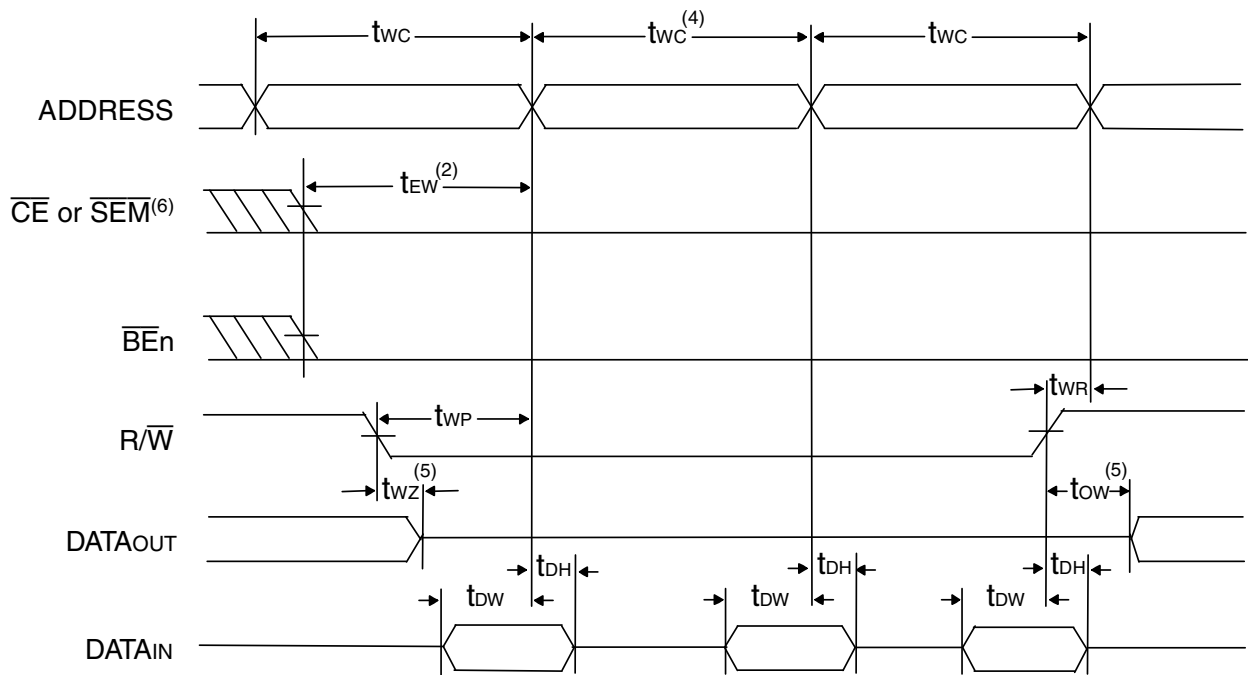 tWC tWC(4) tWC
ADDRESS
tEW(2)
CE or SEM(6)
BEn
tWR
tWP
R/W
tWZ(5) tOW(5)
DATAOUT
tDH tDH tDH
tDW tDW tDW
DATAIN